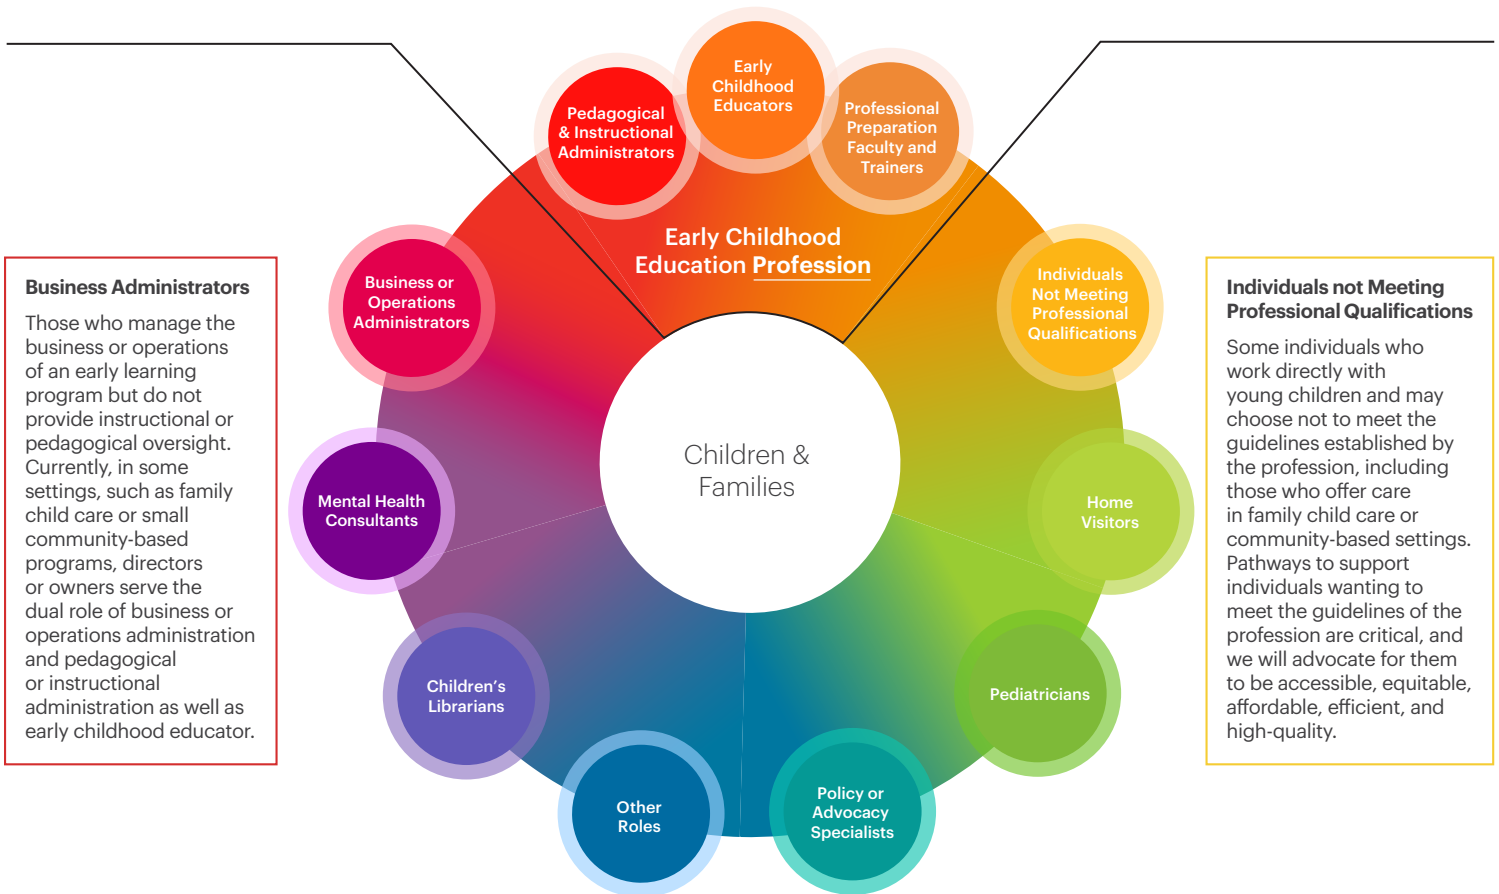 Early
Childhood
Educators
Pedagogical
& Instructional
Administrators
Professional
Preparation
Faculty and
Trainers
Early Childhood
Education Profession
Business or
Operations
Administrators
Individuals
Not Meeting
Professional
Qualifications
Business Administrators
Those who manage the
business or operations
of an early learning
program but do not
provide instructional or
pedagogical oversight.
Currently, in some
settings, such as family
child care or small
community-based
programs, directors
or owners serve the
dual role of business or
operations administration
and pedagogical
or instructional
administration as well as
early childhood educator.
Individuals not Meeting
Professional Qualifications
Some individuals who
work directly with
young children and may
choose not to meet the
guidelines established by
the profession, including
those who offer care
in family child care or
community-based settings.
Pathways to support
individuals wanting to
meet the guidelines of the
profession are critical, and
we will advocate for them
to be accessible, equitable,
affordable, efficient, and
high-quality.
Children &
Families
Mental Health
Consultants
Home
Visitors
Children’s
Librarians
Pediatricians
Other
Roles
Policy or
Advocacy
Specialists